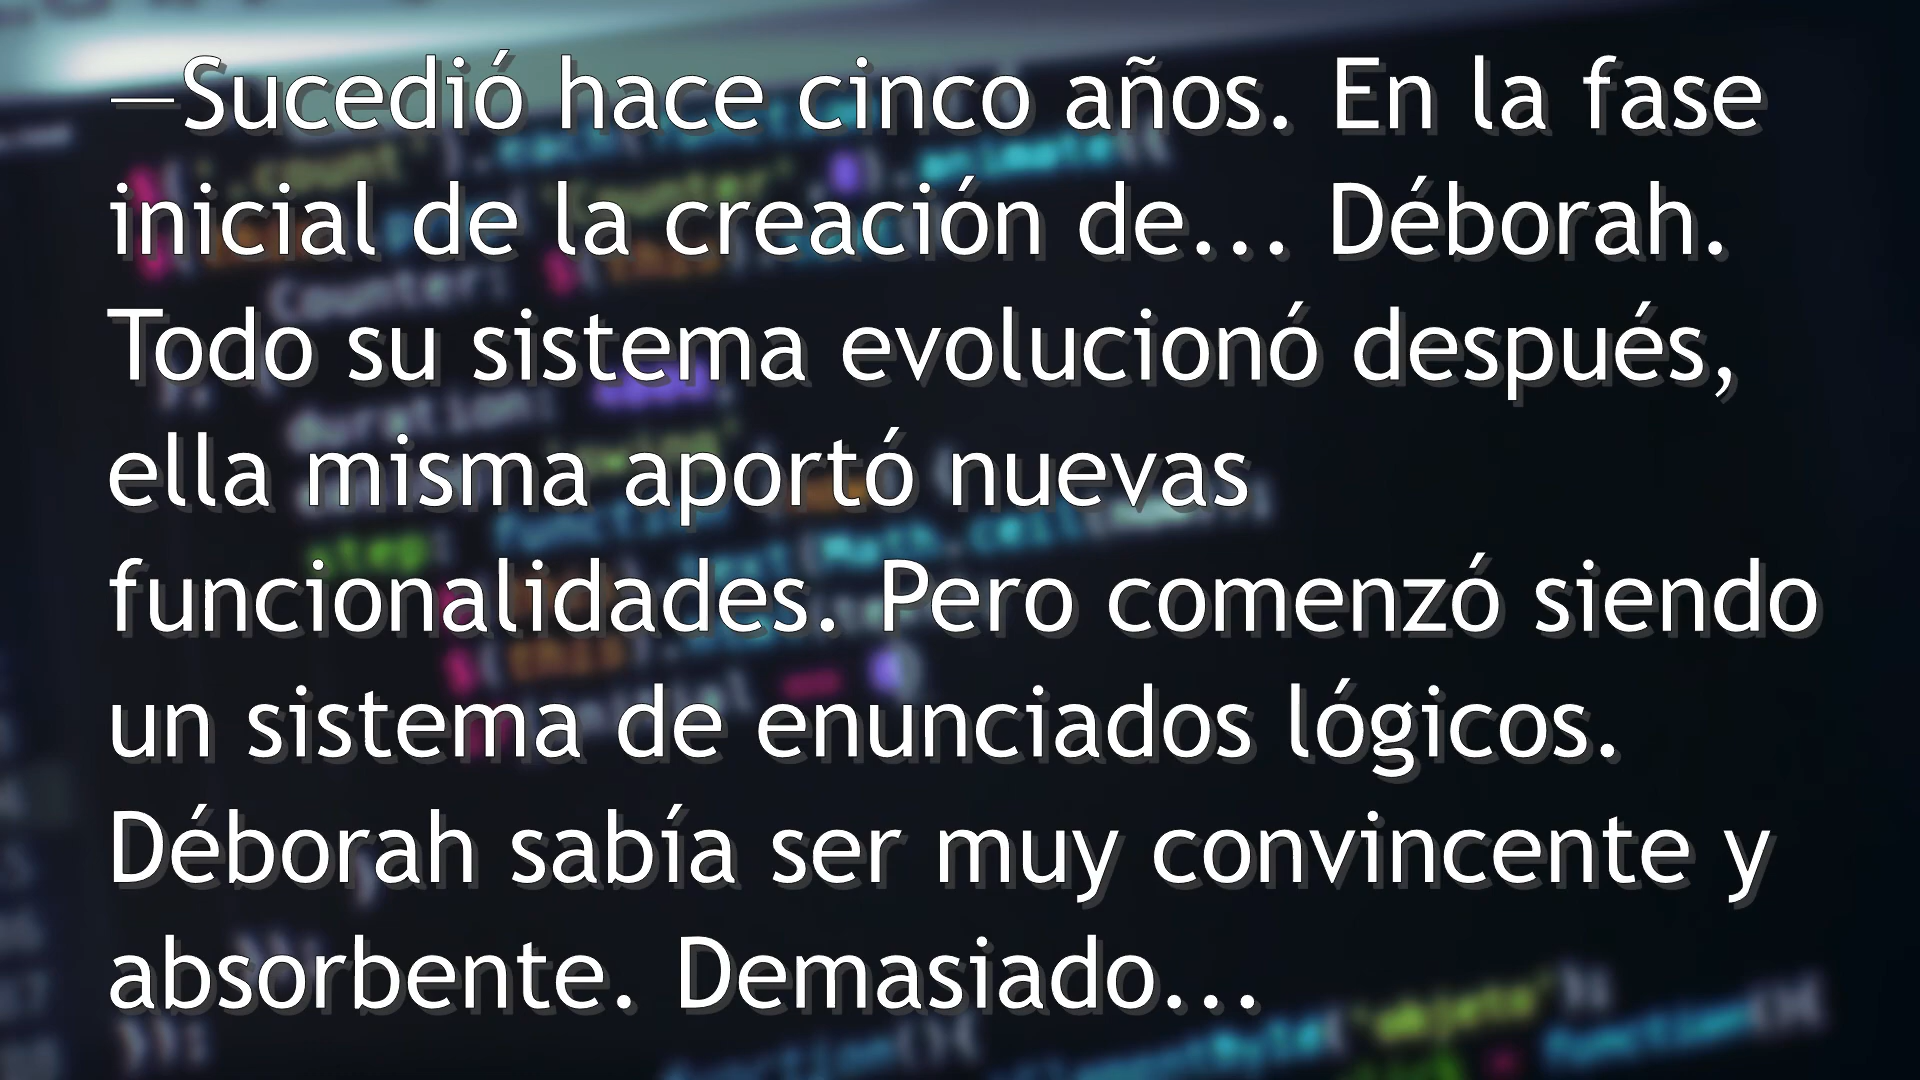 —Sucedió hace cinco años. En la fase
inicial de la creación de... Déborah.
Todo su sistema evolucionó después,
ella misma aportó nuevas
funcionalidades. Pero comenzó siendo
un sistema de enunciados lógicos.
Déborah sabía ser muy convincente y
absorbente. Demasiado...